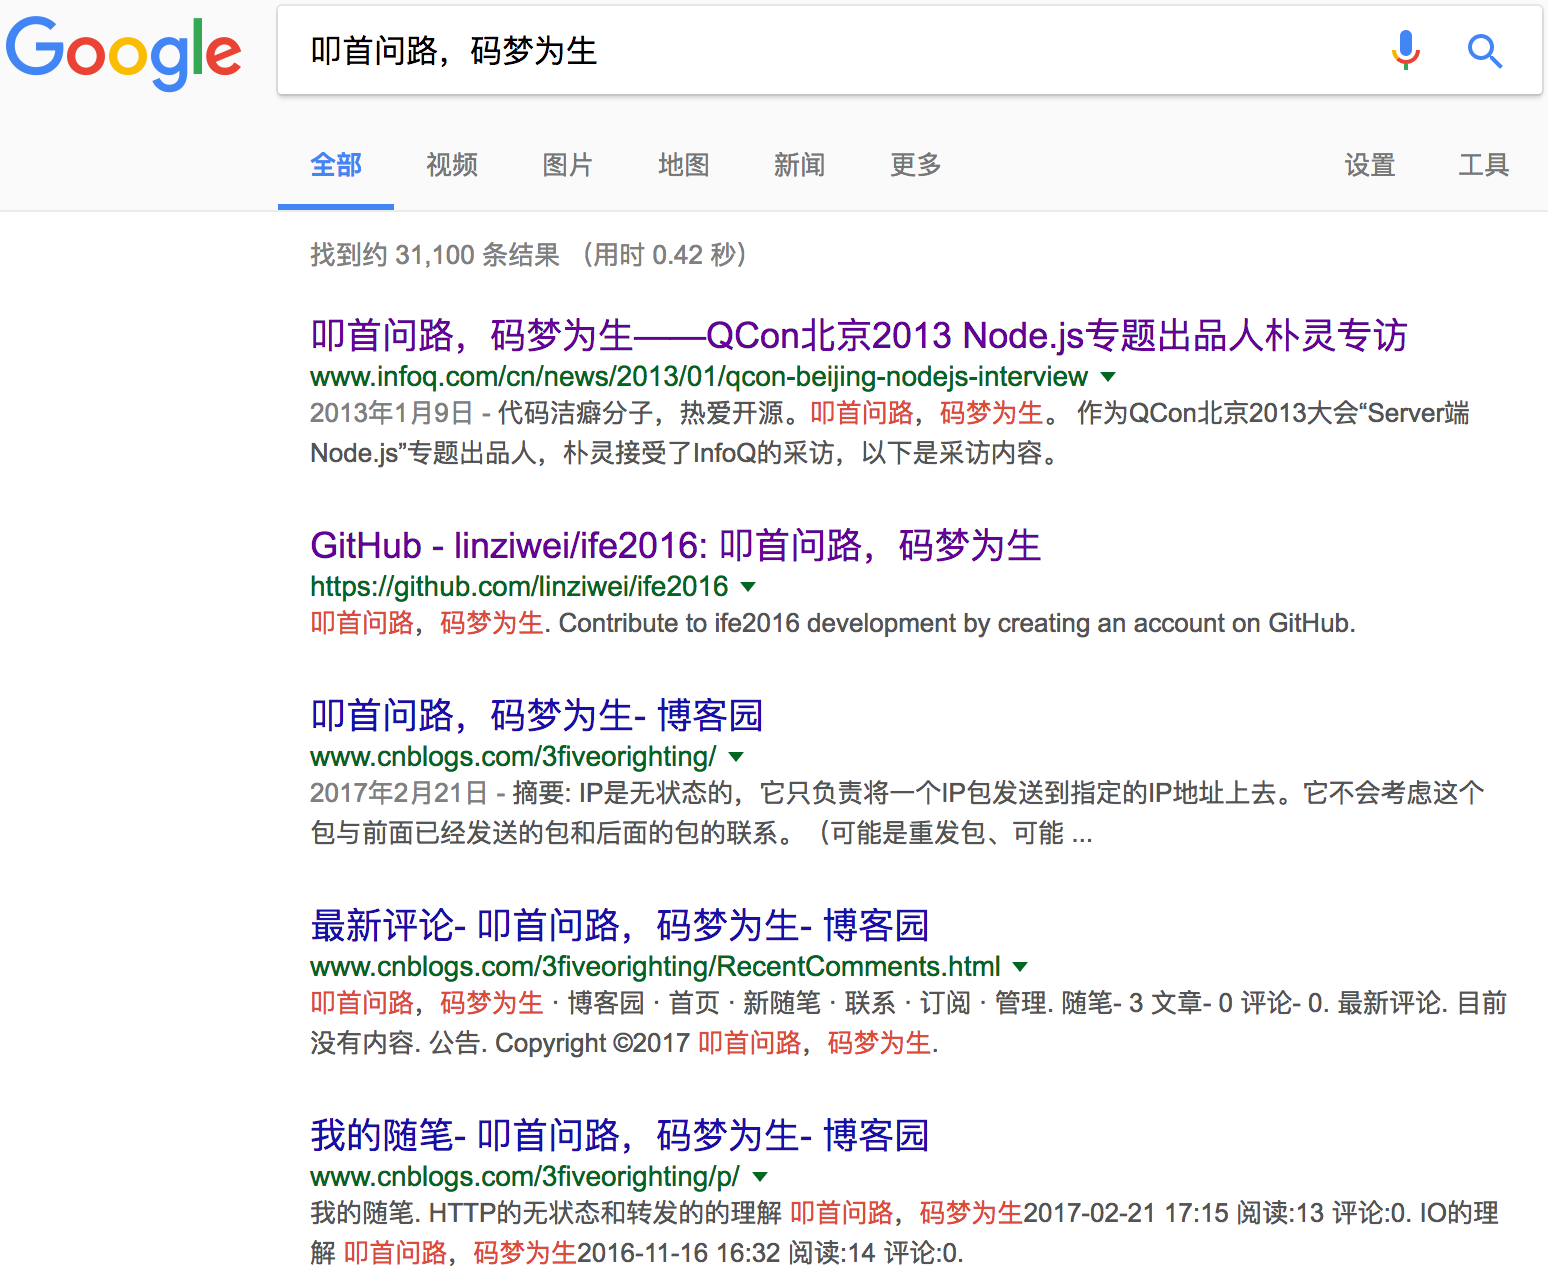 Google
叩首问路，码梦为生
全部 视频 图片 地图 新闻 更多 设置 工具
找到约 31,100 条结果 （用时 0.42 秒）
叩首问路，码梦为生——QCon北京2013 Node.js专题出品人朴灵专访
www.infoq.com/cn/news/2013/01/qcon-beijing-nodejs-interview
2013年1月9日 - 代码洁癖分子，热爱开源。叩首问路，码梦为生。 作为QCon北京2013大会“Server端
Node.js”专题出品人，朴灵接受了InfoQ的采访，以下是采访内容。
GitHub - linziwei/ife2016: 叩首问路，码梦为生
https://github.com/linziwei/ife2016
叩首问路，码梦为生. Contribute to ife2016 development by creating an account on GitHub.
叩首问路，码梦为生- 博客园
www.cnblogs.com/3fiveorighting/
2017年2月21日 - 摘要: IP是无状态的，它只负责将一个IP包发送到指定的IP地址上去。它不会考虑这个
包与前面已经发送的包和后面的包的联系。（可能是重发包、可能 ...
最新评论- 叩首问路，码梦为生- 博客园
www.cnblogs.com/3fiveorighting/RecentComments.html
叩首问路，码梦为生 · 博客园 · 首页 · 新随笔 · 联系 · 订阅 · 管理. 随笔- 3 文章- 0 评论- 0. 最新评论. 目前
没有内容. 公告. Copyright ©2017 叩首问路，码梦为生.
我的随笔- 叩首问路，码梦为生- 博客园
www.cnblogs.com/3fiveorighting/p/
我的随笔. HTTP的无状态和转发的的理解 叩首问路，码梦为生2017-02-21 17:15 阅读:13 评论:0. IO的理
解 叩首问路，码梦为生2016-11-16 16:32 阅读:14 评论:0.